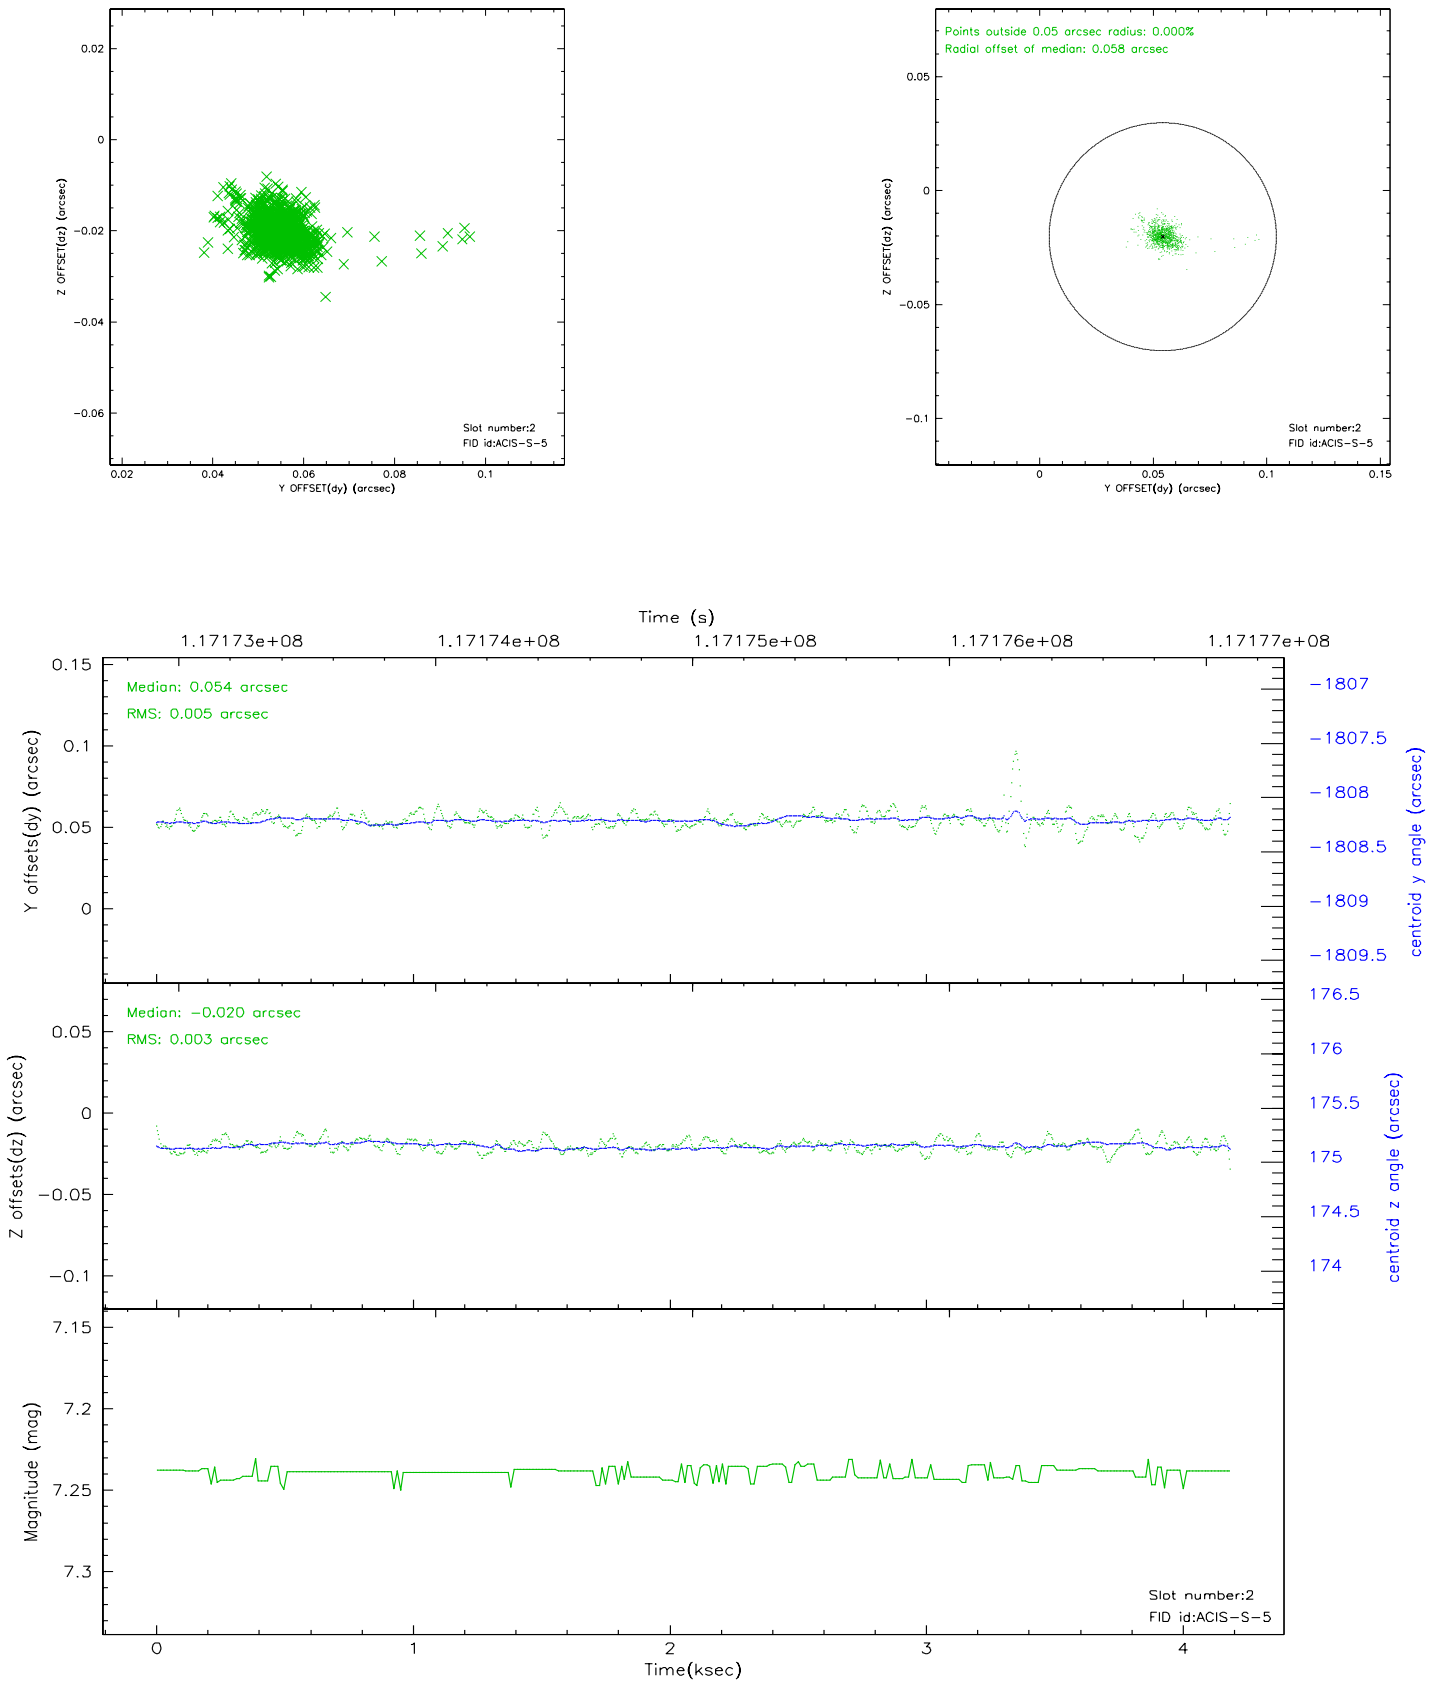 0.02
0
−0.02
−0.04
−0.06
Z OFFSET(dz) (arcsec)
Slot number:2
FID id:ACIS−S−5
0.02 0.04 0.06 0.08 0.1
Y OFFSET(dy) (arcsec)
Points outside 0.05 arcsec radius: 0.000%
Radial offset of median: 0.058 arcsec
0.05
0
−0.05
−0.1
Z OFFSET(dz) (arcsec)
Slot number:2
FID id:ACIS−S−5
0 0.05 0.1 0.15
Y OFFSET(dy) (arcsec)
Time (s)
1.17173e+08 1.17174e+08 1.17175e+08 1.17176e+08 1.17177e+08
Median: 0.054 arcsec
RMS: 0.005 arcsec
0.15
0.1
0.05
0
Y offsets(dy) (arcsec)
−1807
−1807.5
−1808
−1808.5
−1809
−1809.5
centroid y angle (arcsec)
Median: −0.020 arcsec
RMS: 0.003 arcsec
0.05
0
−0.05
−0.1
Z offsets(dz) (arcsec)
176.5
176
175.5
175
174.5
174
centroid z angle (arcsec)
7.15
7.2
7.25
7.3
Magnitude (mag)
Slot number:2
FID id:ACIS−S−5
0 1 2 3 4
Time(ksec)